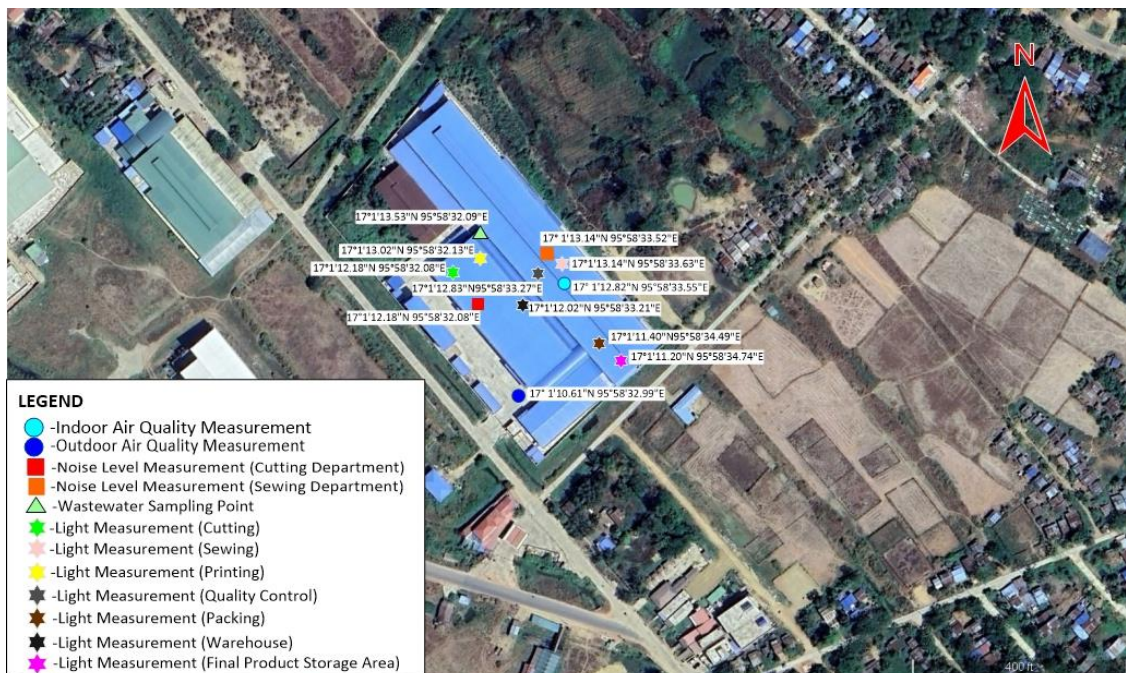 N
17°1'13.53"N 95°58'32.09"E
17° 1'13.14"N 95°58'33.52"E
17°1'13.02"N 95°58'32.13"E
17°1'13.14"N 95°58'33.63"E
17°1'12.18"N 95°58'32.08"E
17°1'12.83"N95°58'33.27"E
17° 1'12.82"N 95°58'33.55"E
17°1'12.18"N 95°58'32.08"E
17°1'12.02"N 95°58'33.21"E
17°1'11.40"N95°58'34.49"E
17°1'11.20"N 95°58'34.74"E
17° 1'10.61"N 95°58'32.99"E
LEGEND
-Indoor Air Quality Measurement
-Outdoor Air Quality Measurement
-Noise Level Measurement (Cutting Department)
-Noise Level Measurement (Sewing Department)
-Wastewater Sampling Point
-Light Measurement (Cutting)
-Light Measurement (Sewing)
-Light Measurement (Printing)
-Light Measurement (Quality Control)
-Light Measurement (Packing)
-Light Measurement (Warehouse)
-Light Measurement (Final Product Storage Area)
400 ft